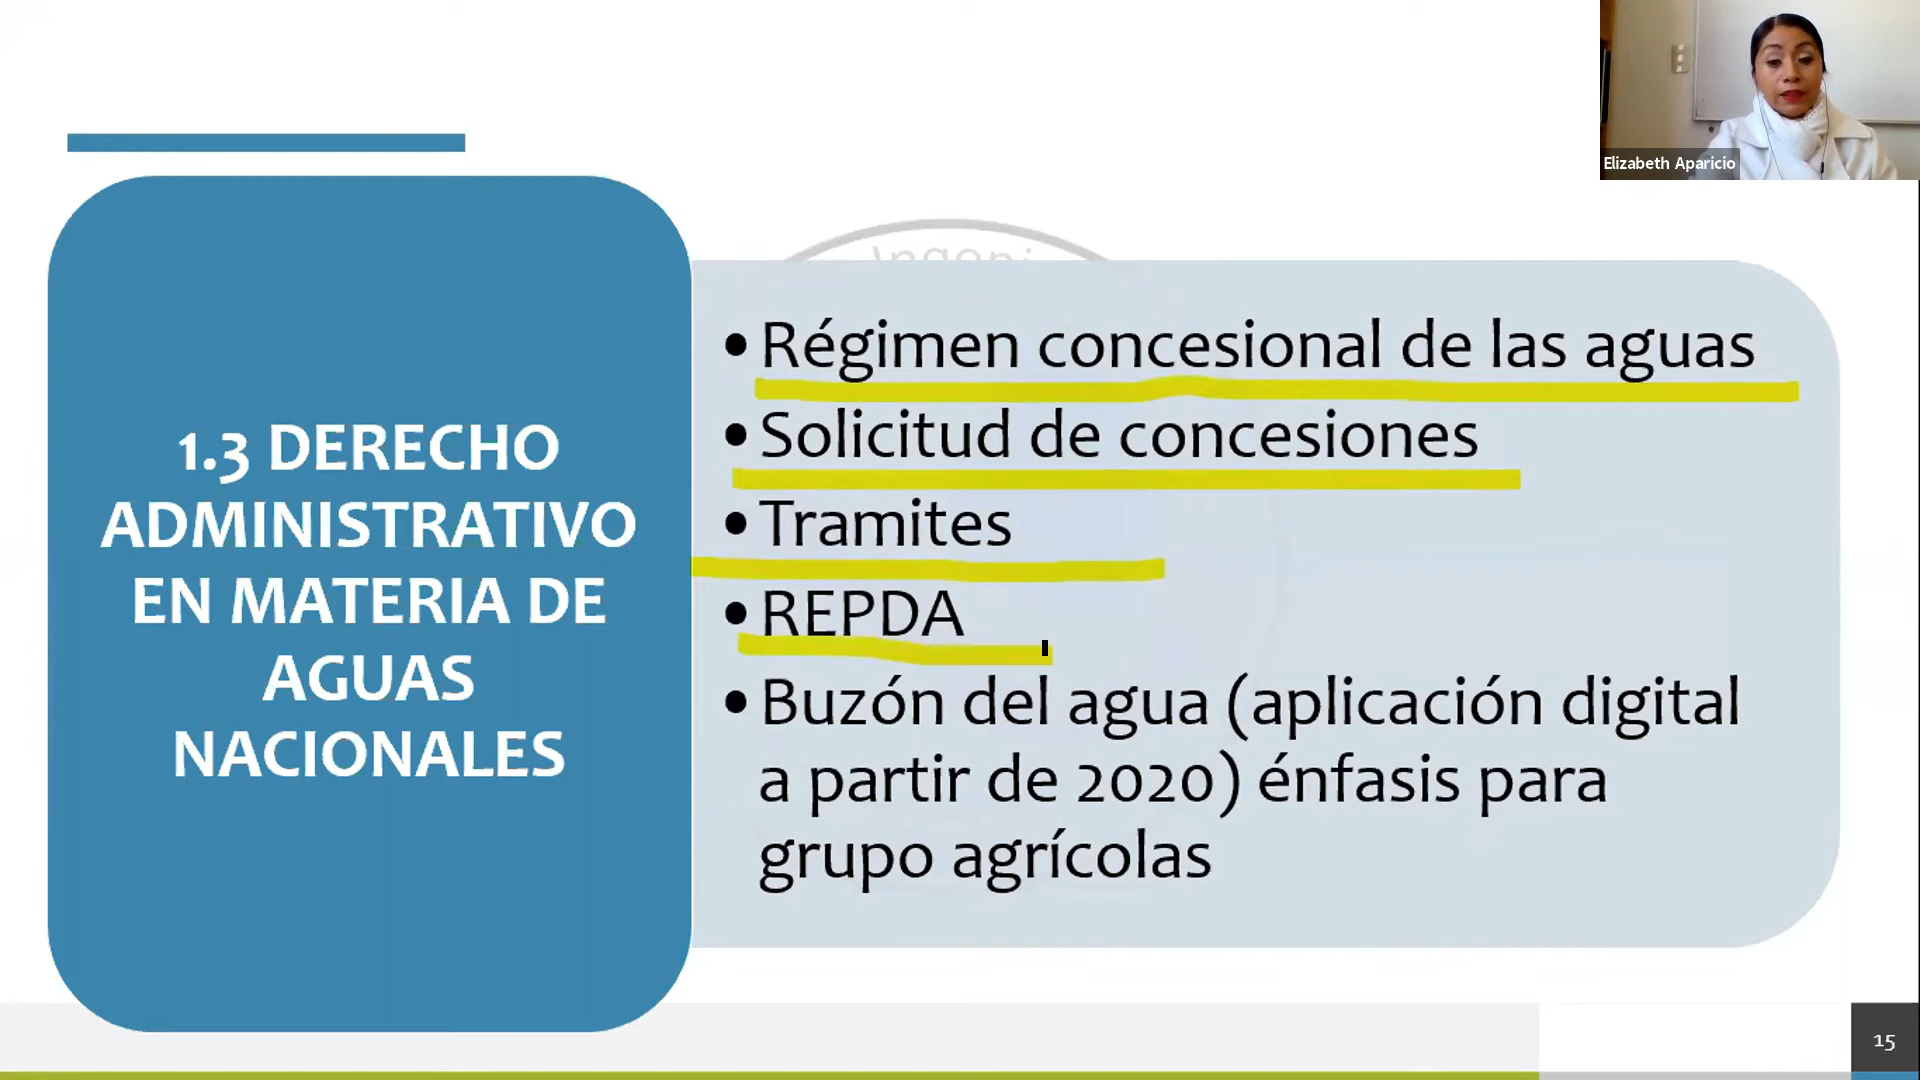 Elizabeth Aparicio
Ingeni
1.3 DERECHO
ADMINISTRATIVO
EN MATERIA DE
AGUAS
NACIONALES
•Régimen concesional de las aguas
•Solicitud de concesiones
•Tramites
•REPDA
•Buzón del agua (aplicación digital
a partir de 2020) énfasis para
grupo agrícolas
15